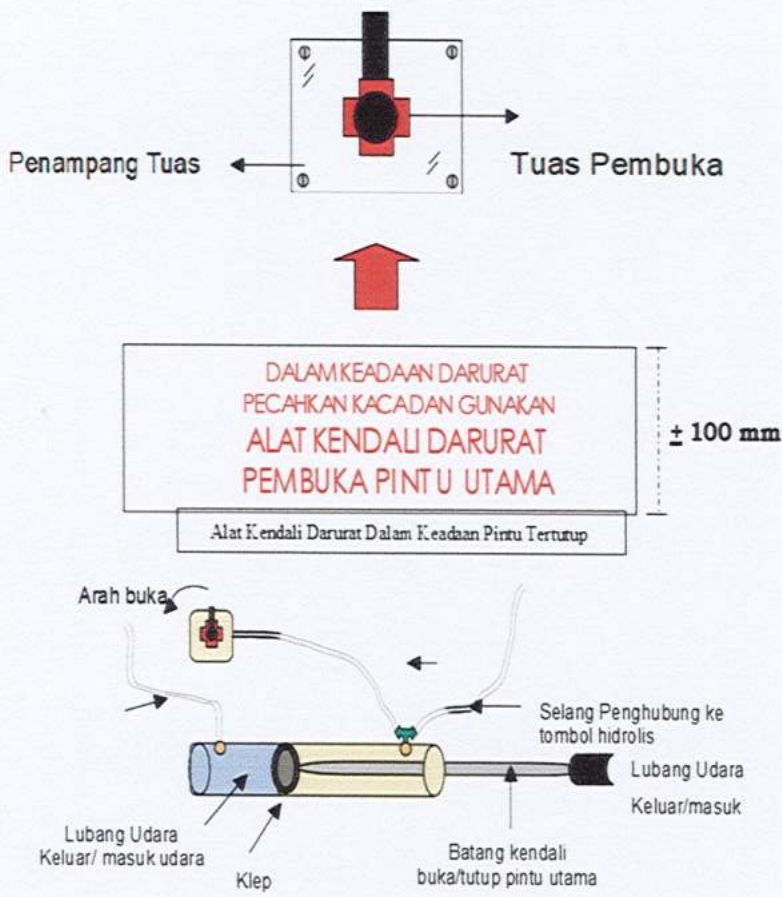 Penampang Tuas
Tuas Pembuka
DALAM KEADAAN DARURAT
PECAHKAN KACA DAN GUNAKAN
ALAT KENDALI DARURAT
PEMBUKA PINTU UTAMA
± 100 mm
Alat Kendali Darurat Dalam Keadaan Pintu Tertutup
Arah buka
Selang Penghubung ke
tombol hidrolis
Lubang Udara
Keluar/masuk
Lubang Udara
Keluar/ masuk udara
Klep
Batang kendali
buka/tutup pintu utama